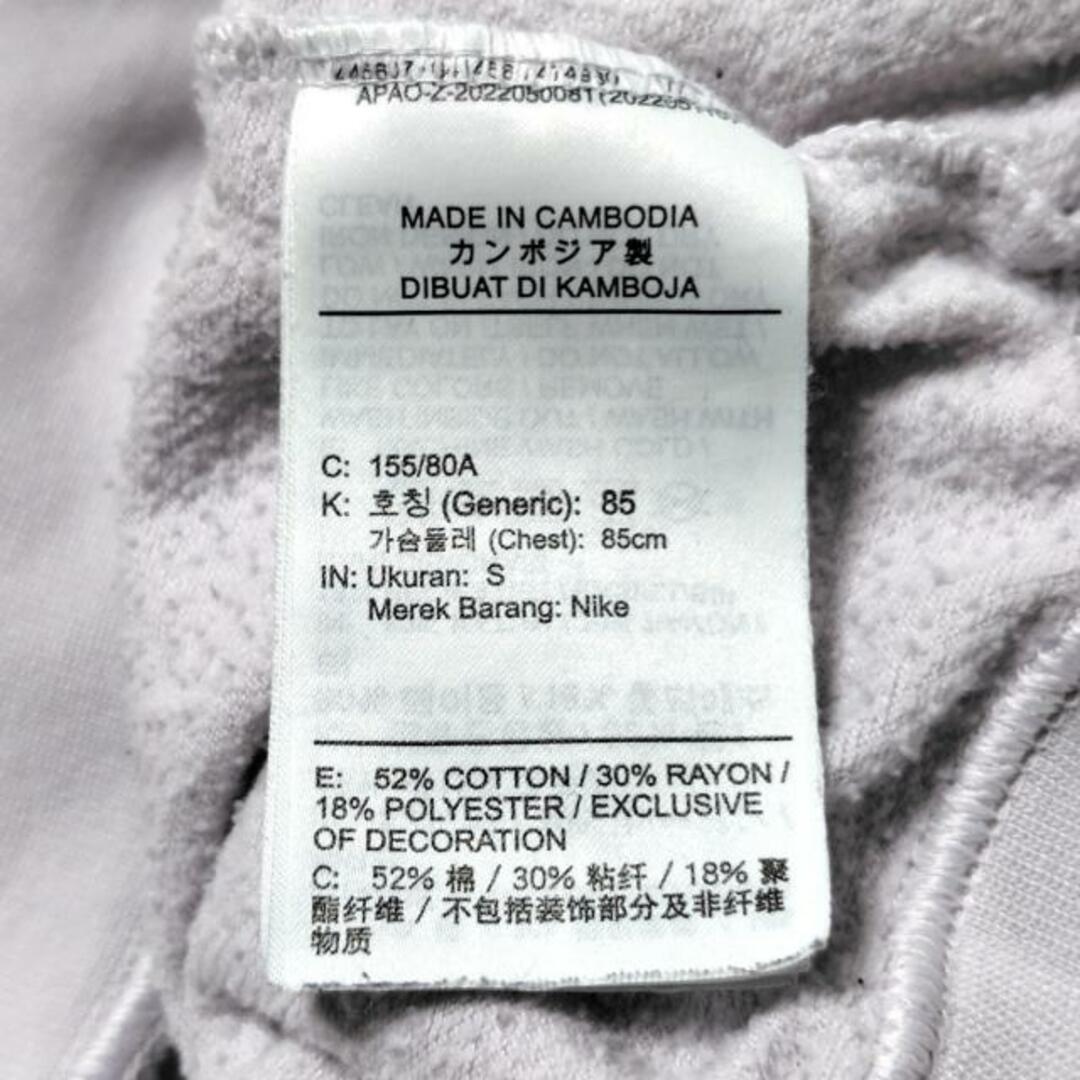 MADE IN CAMBODIA
カンボジア製
DIBUAT DI KAMBOJA
C: 155/80A
K: 호칭 (Generic): 85
가슴둘레 (Chest): 85cm
IN: Ukuran: S
Merek Barang: Nike
E: 52% COTTON / 30% RAYON /
18% POLYESTER / EXCLUSIVE
OF DECORATION
C: 52% 棉 / 30% 粘纤 / 18% 聚
酯纤维 / 不包括装饰部分及非纤维
物质